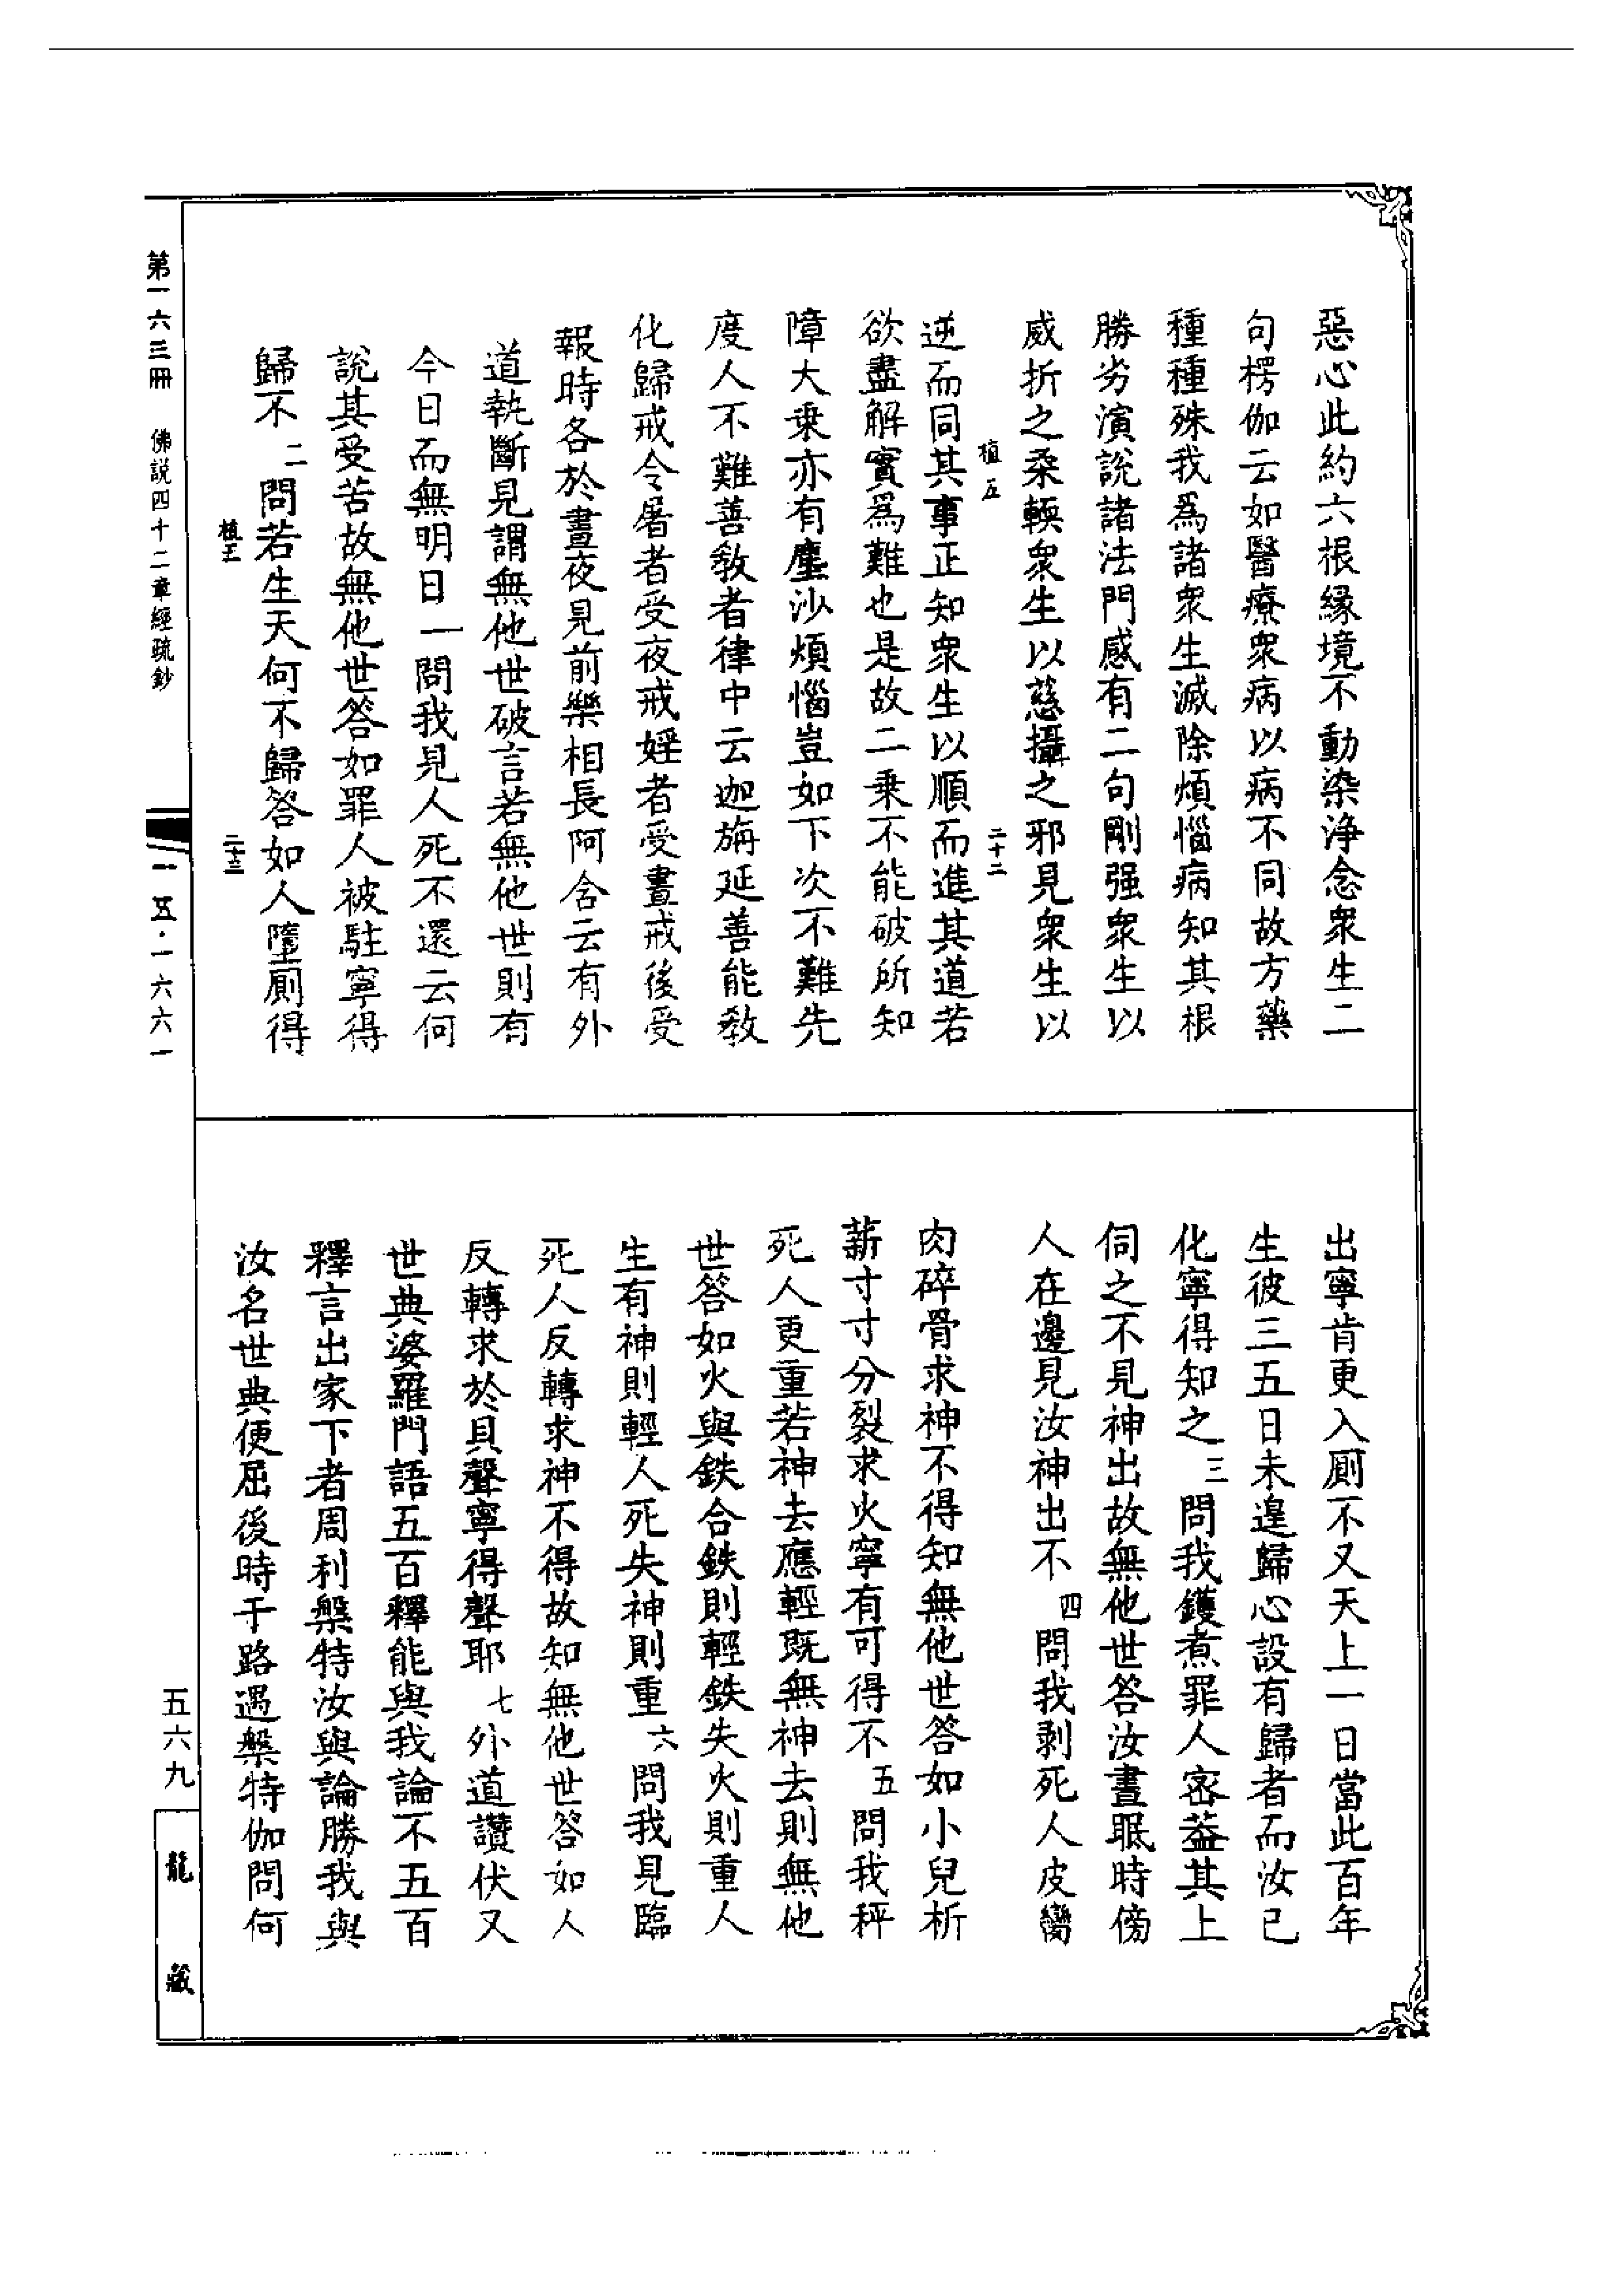 惡心此約六根緣境不動染淨念衆生二
句楞伽云如醫療衆病以病不同故方藥
種種殊我爲諸衆生滅除煩惱病知其根
勝劣演說諸法門感有二句剛强衆生以
威折之柔輭衆生以慈攝之邪見衆生以
植五
二十二
逆而同其事正知衆生以順而進其道若
欲盡解實爲難也是故二乗不能破所知
障大乗亦有塵沙煩惱豈如下次不難先
度人不難善敎者律中云迦旃延善能敎
化歸戒令屠者受夜戒婬者受晝戒後受
報時各於晝夜見前樂相長阿含云有外
道執斷見謂無他世破言若無他世則有
今日而無明日一問我見人死不還云何
說其受苦故無他世答如罪人被駐寧得
歸不二問若生天何不歸答如人墮厠得
植五
二十三
出寧肯更入厠不又天上一日當此百年
生彼三五日未遑歸心設有歸者而汝已
化寧得知之三問我鑊煮罪人密葢其上
伺之不見神出故無他世答汝晝眠時傍
人在邊見汝神出不四問我剥死人皮臠
肉碎骨求神不得知無他世答如小兒析
薪寸寸分裂求火寧有可得不五問我秤
死人更重若神去應輕既無神去則無他
世答如火與鉄合鉄則輕鉄失火則重人
生有神則輕人死失神則重六問我見臨
死人反轉求神不得故知無他世答如人
反轉求於貝聲寧得聲耶七外道讚伏又
世典婆羅門語五百釋能與我論不五百
釋言出家下者周利槃特汝與論勝我與
汝名世典便屈後時于路遇槃特伽問何
第一六三冊　佛説四十二章經疏鈔
一五·一六六一
五六九
龍藏